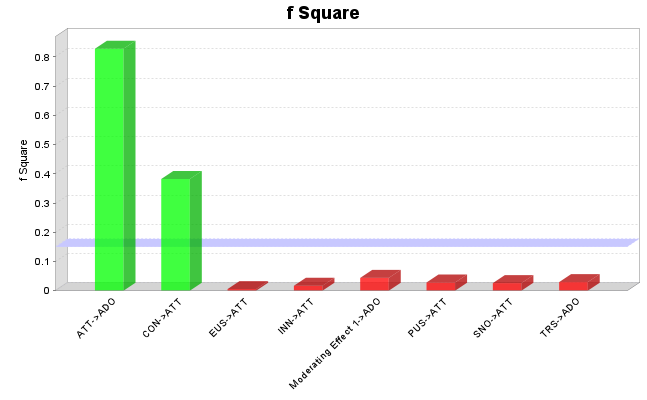 f Square
f Square
0.8
0.7
0.6
0.5
0.4
0.3
0.2
0.1
0
ATT->ADO
CON->ATT
EUS->ATT
INN->ATT
Moderating Effect 1->ADO
PUS->ATT
SNO->ATT
TRS->ADO